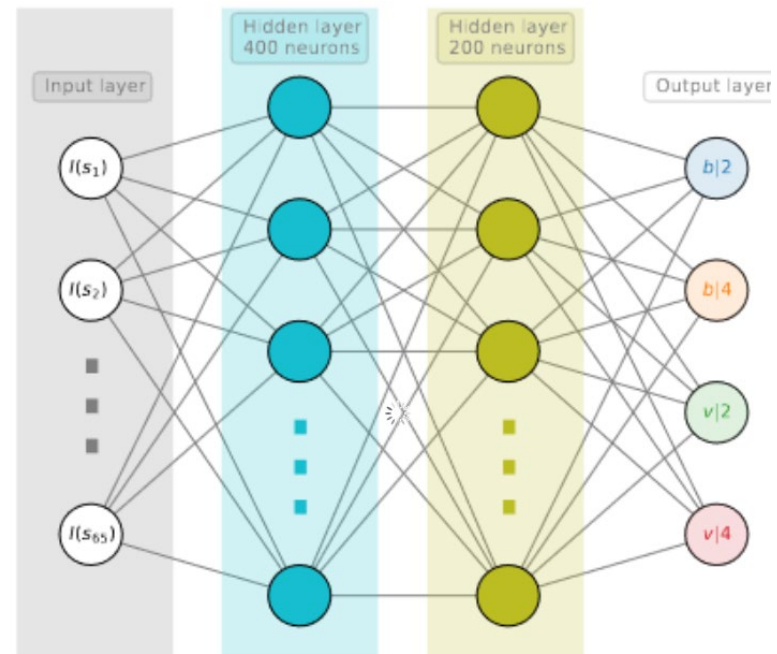 Hidden layer
400 neurons
Hidden layer
200 neurons
Input layer
Output layer
I(s₁)
b|2
I(s₂)
b|4
v|2
I(s₆₅)
v|4